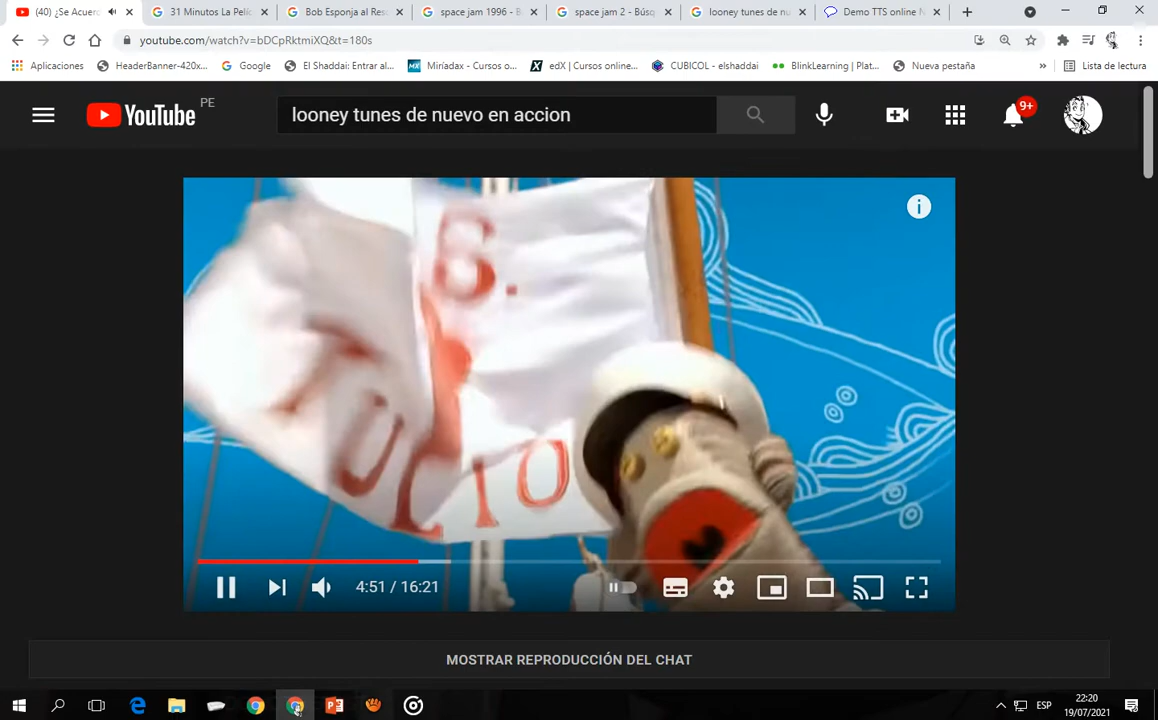 (40) ¿Se Acuerd
31 Minutos La Pelíc
Bob Esponja al Resc
space jam 1996 - B
space jam 2 - Búsq
looney tunes de nu
Demo TTS online N
youtube.com/watch?v=bDCpRktmiXQ&t=180s
Aplicaciones
HeaderBanner-420x...
Google
El Shaddai: Entrar al...
Miríadax - Cursos o...
edX | Cursos online...
CUBICOL - elshaddai
BlinkLearning | Plat...
Nueva pestaña
»
Lista de lectura
YouTube PE
looney tunes de nuevo en accion
9+
B.
TULIO
4:51 / 16:21
MOSTRAR REPRODUCCIÓN DEL CHAT
ESP
22:20
19/07/2021